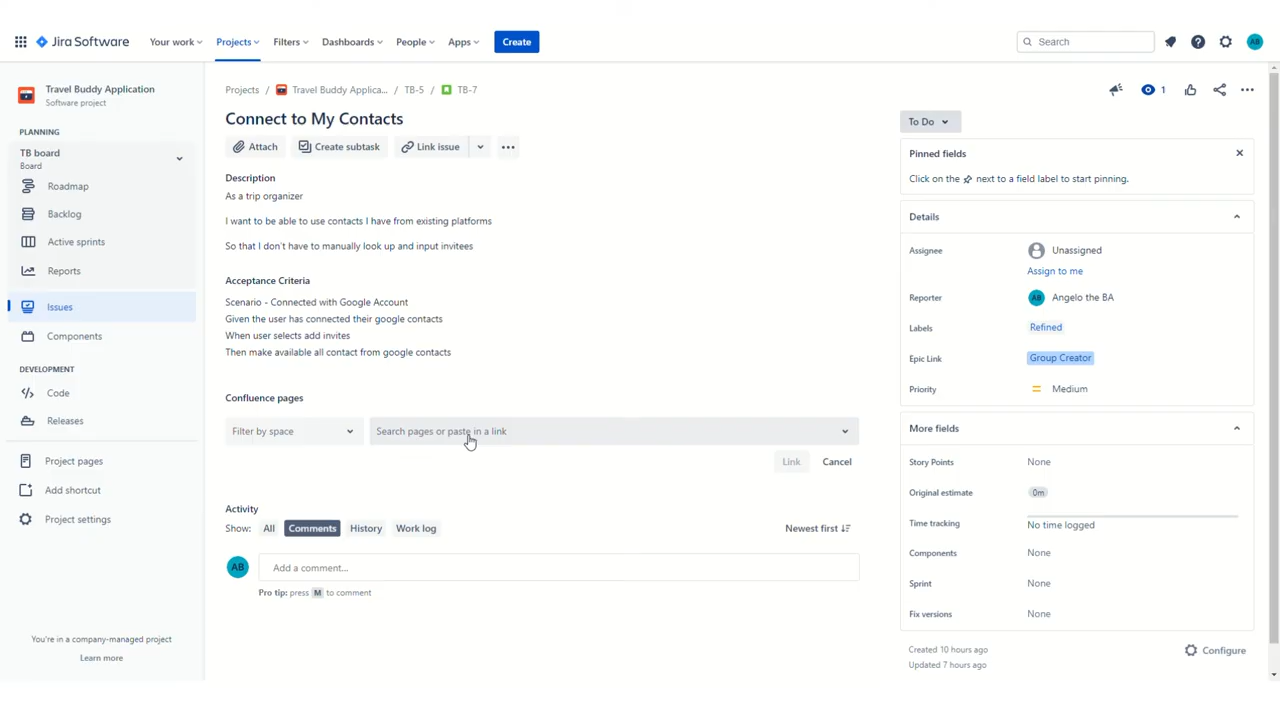 Jira Software
Your work
Projects
Filters
Dashboards
People
Apps
Create
Search
AB
Travel Buddy Application
Software project
PLANNING
TB board
Board
Roadmap
Backlog
Active sprints
Reports
Issues
Components
DEVELOPMENT
Code
Releases
Project pages
Add shortcut
Project settings
You're in a company-managed project
Learn more
Projects / Travel Buddy Applica... / TB-5 / TB-7
1
Connect to My Contacts
Attach
Create subtask
Link issue
Description
As a trip organizer
I want to be able to use contacts I have from existing platforms
So that I don't have to manually look up and input invitees
Acceptance Criteria
Scenario - Connected with Google Account
Given the user has connected their google contacts
When user selects add invites
Then make available all contact from google contacts
Confluence pages
Filter by space
Search pages or paste in a link
Link
Cancel
Activity
Show: All Comments History Work log
Newest first
AB
Add a comment...
Pro tip: press M to comment
To Do
Pinned fields
Click on the next to a field label to start pinning.
Details
Assignee Unassigned
Assign to me
Reporter AB Angelo the BA
Labels Refined
Epic Link Group Creator
Priority Medium
More fields
Story Points None
Original estimate 0m
Time tracking No time logged
Components None
Sprint None
Fix versions None
Created 10 hours ago
Updated 7 hours ago
Configure